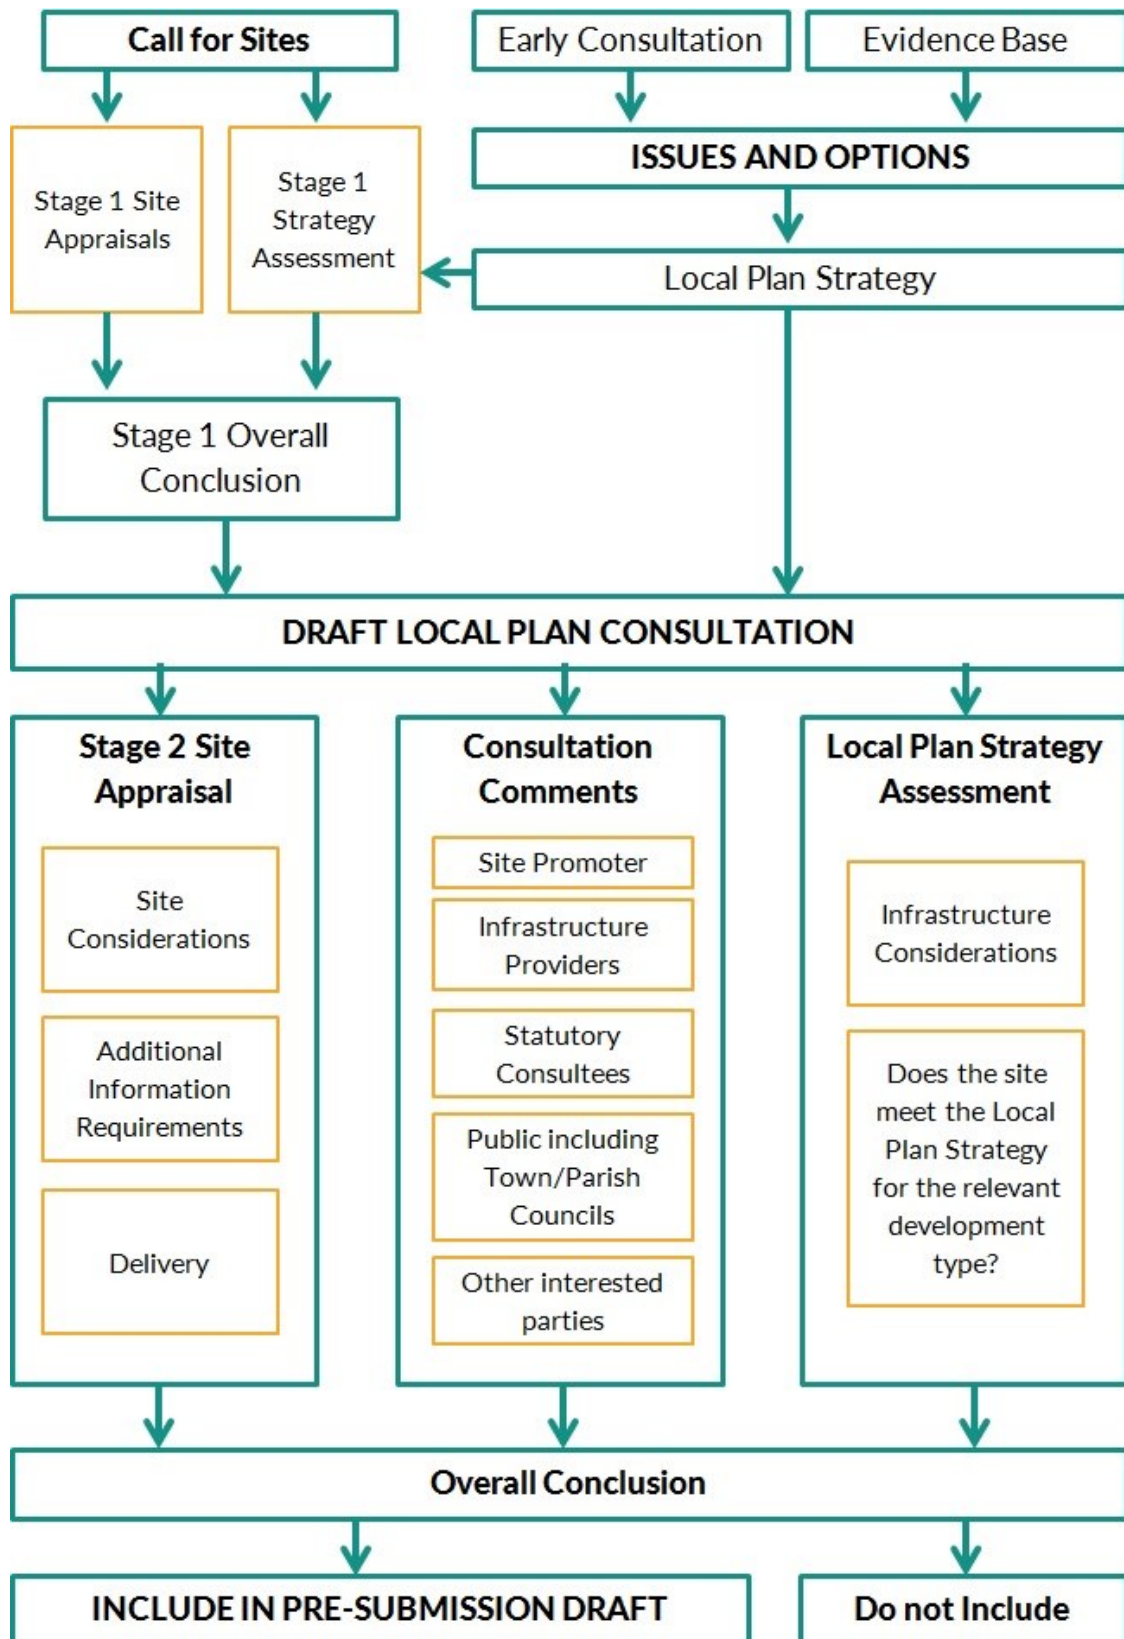 Call for Sites
Early Consultation
Evidence Base
Stage 1 Site
Appraisals
Stage 1
Strategy
Assessment
ISSUES AND OPTIONS
Local Plan Strategy
Stage 1 Overall
Conclusion
DRAFT LOCAL PLAN CONSULTATION
Stage 2 Site
Appraisal
Site
Considerations
Additional
Information
Requirements
Delivery
Consultation
Comments
Site Promoter
Infrastructure
Providers
Statutory
Consultees
Public including
Town/Parish
Councils
Other interested
parties
Local Plan Strategy
Assessment
Infrastructure
Considerations
Does the site
meet the Local
Plan Strategy
for the relevant
development
type?
Overall Conclusion
INCLUDE IN PRE-SUBMISSION DRAFT
Do not Include